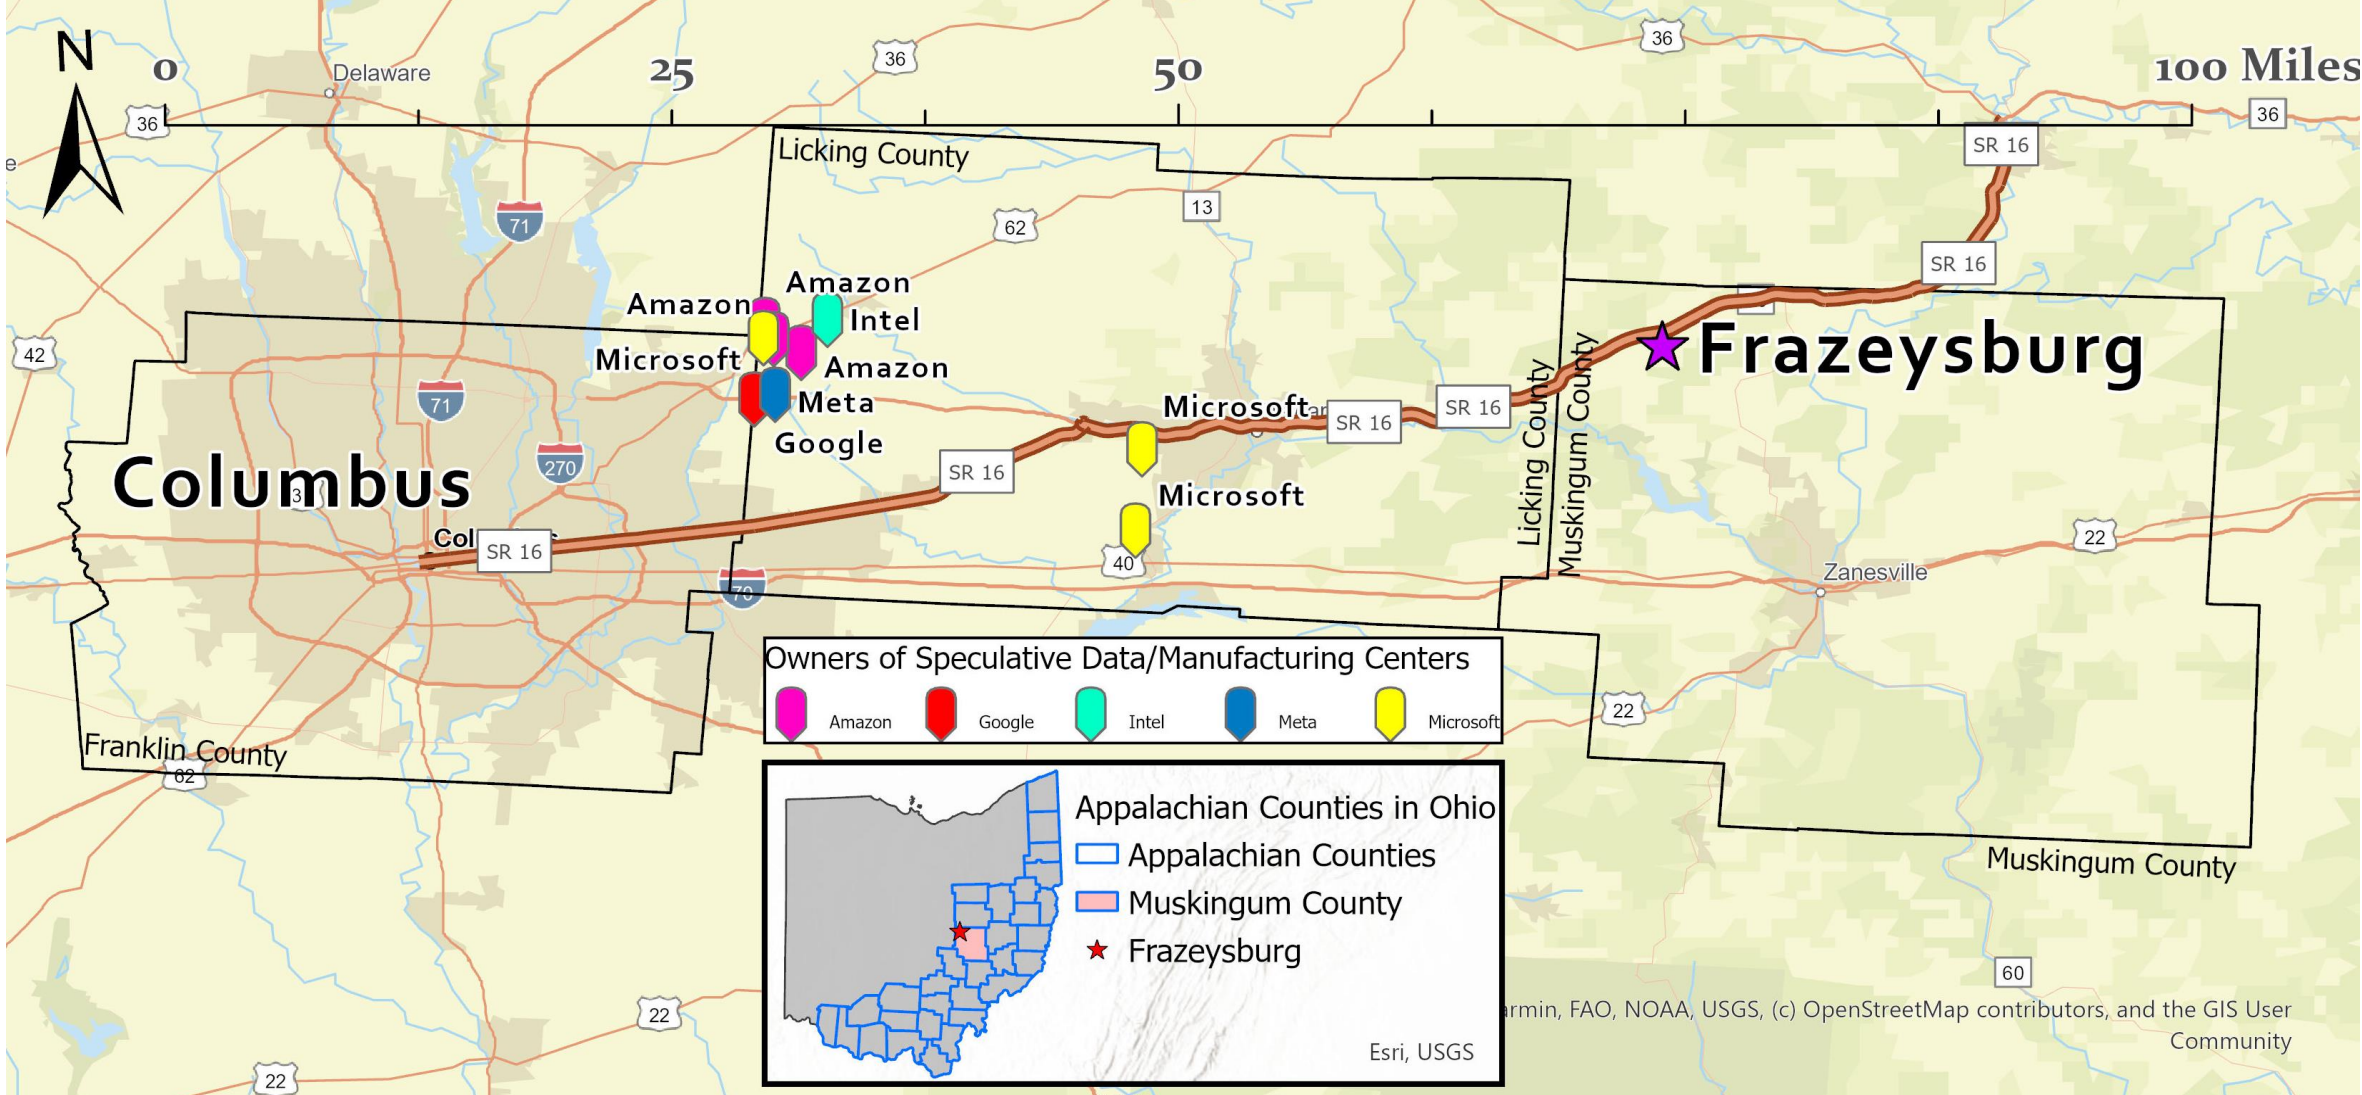 N
0
25
50
100 Miles
36
36
36
36
Delaware
e
Licking County
SR 16
13
71
62
SR 16
Amazon
Amazon
Intel
Microsoft
Amazon
42
Frazeysburg
71
Meta
Google
Microsoft
SR 16
SR 16
Licking County
Muskingum County
270
SR 16
Columbus
3
Microsoft
SR 16
40
22
Zanesville
70
Owners of Speculative Data/Manufacturing Centers
Amazon
Google
Intel
Meta
Microsoft
22
Franklin County
62
Appalachian Counties in Ohio
Appalachian Counties
Muskingum County
Frazeysburg
Esri, USGS
Muskingum County
60
22
22
armin, FAO, NOAA, USGS, (c) OpenStreetMap contributors, and the GIS User
Community